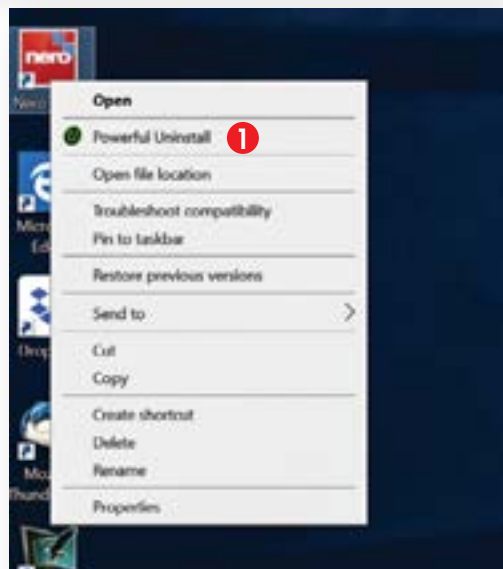 nero
Nero
Open
Powerful Uninstall
1
Open file location
Troubleshoot compatibility
Pin to taskbar
Restore previous versions
Send to
Cut
Copy
Create shortcut
Delete
Rename
Properties